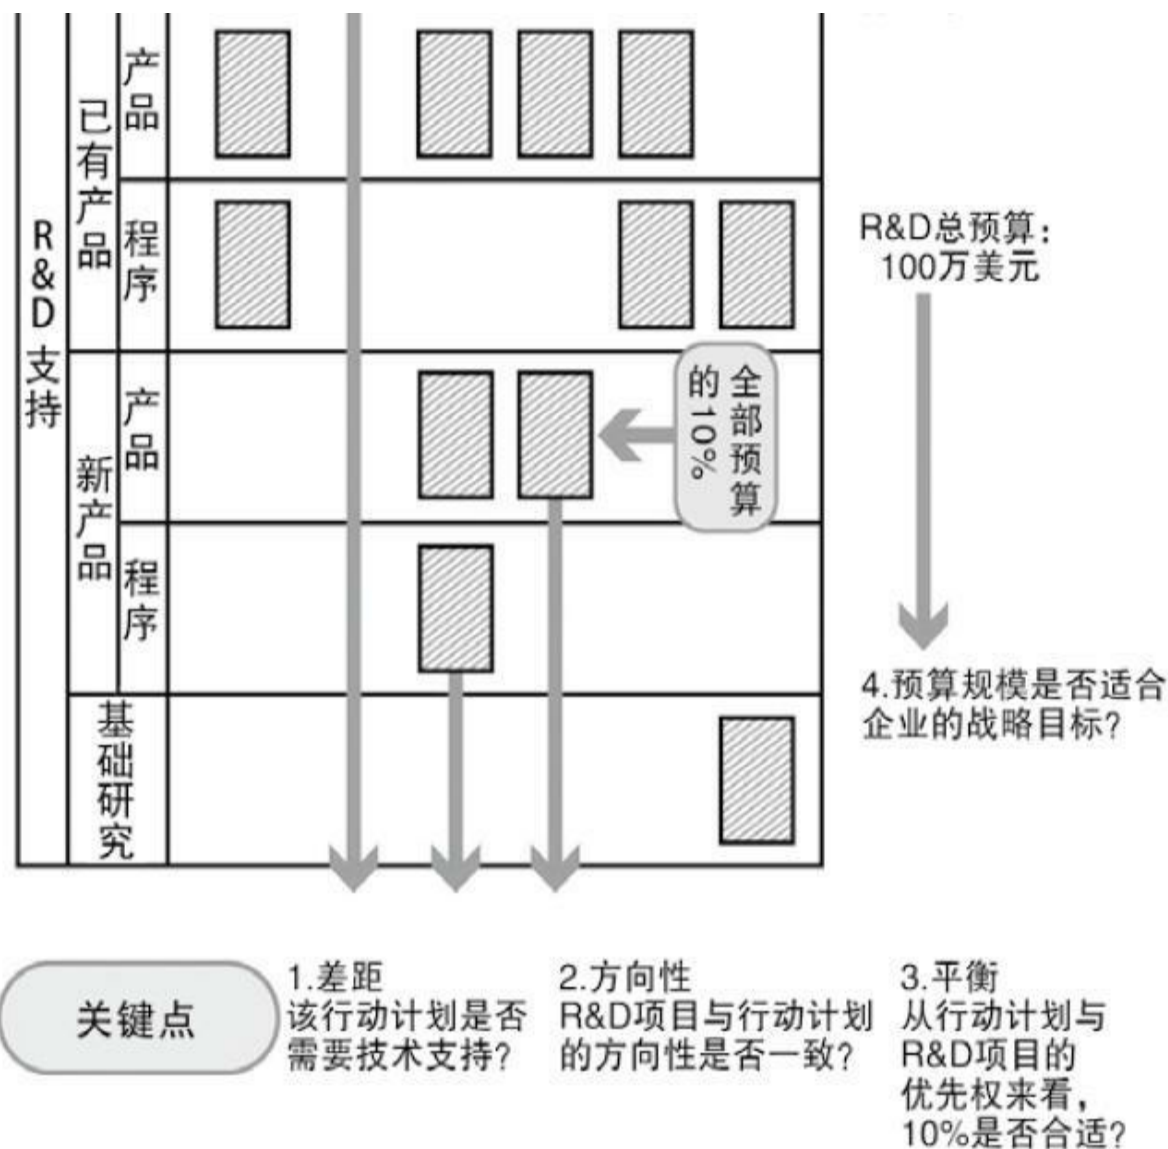 R&D支持
已有产品
产品
程序
新产品
产品
程序
基础研究
全部预算
的10%
R&D总预算：
100万美元
4.预算规模是否适合
企业的战略目标？
关键点
1.差距
该行动计划是否
需要技术支持？
2.方向性
R&D项目与行动计划
的方向性是否一致？
3.平衡
从行动计划与
R&D项目的
优先权来看，
10%是否合适？